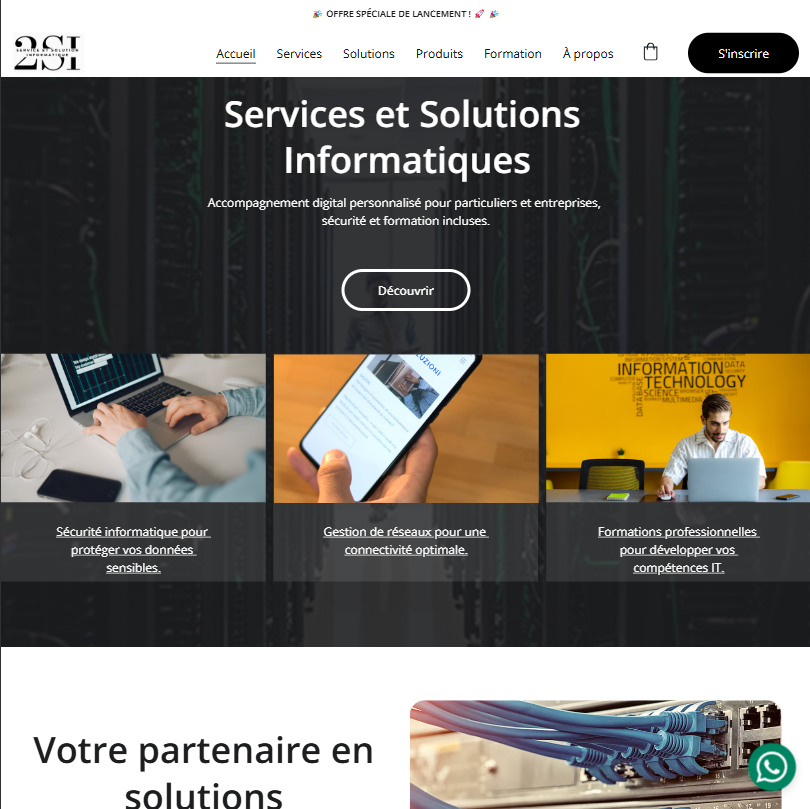 🎉 OFFRE SPÉCIALE DE LANCEMENT ! 🚀 🎉
2SI
SERVICE ET SOLUTION
INFORMATIQUE
Accueil Services Solutions Produits Formation À propos S'inscrire
Services et Solutions
Informatiques
Accompagnement digital personnalisé pour particuliers et entreprises,
sécurité et formation incluses.
Découvrir
INFORMATION DATA
TECHNOLOGY
SCIENCE
MULTIMEDIA
DATABASE
Sécurité informatique pour
protéger vos données
sensibles.
Gestion de réseaux pour une
connectivité optimale.
Formations professionnelles
pour développer vos
compétences IT.
Votre partenaire en
solutions